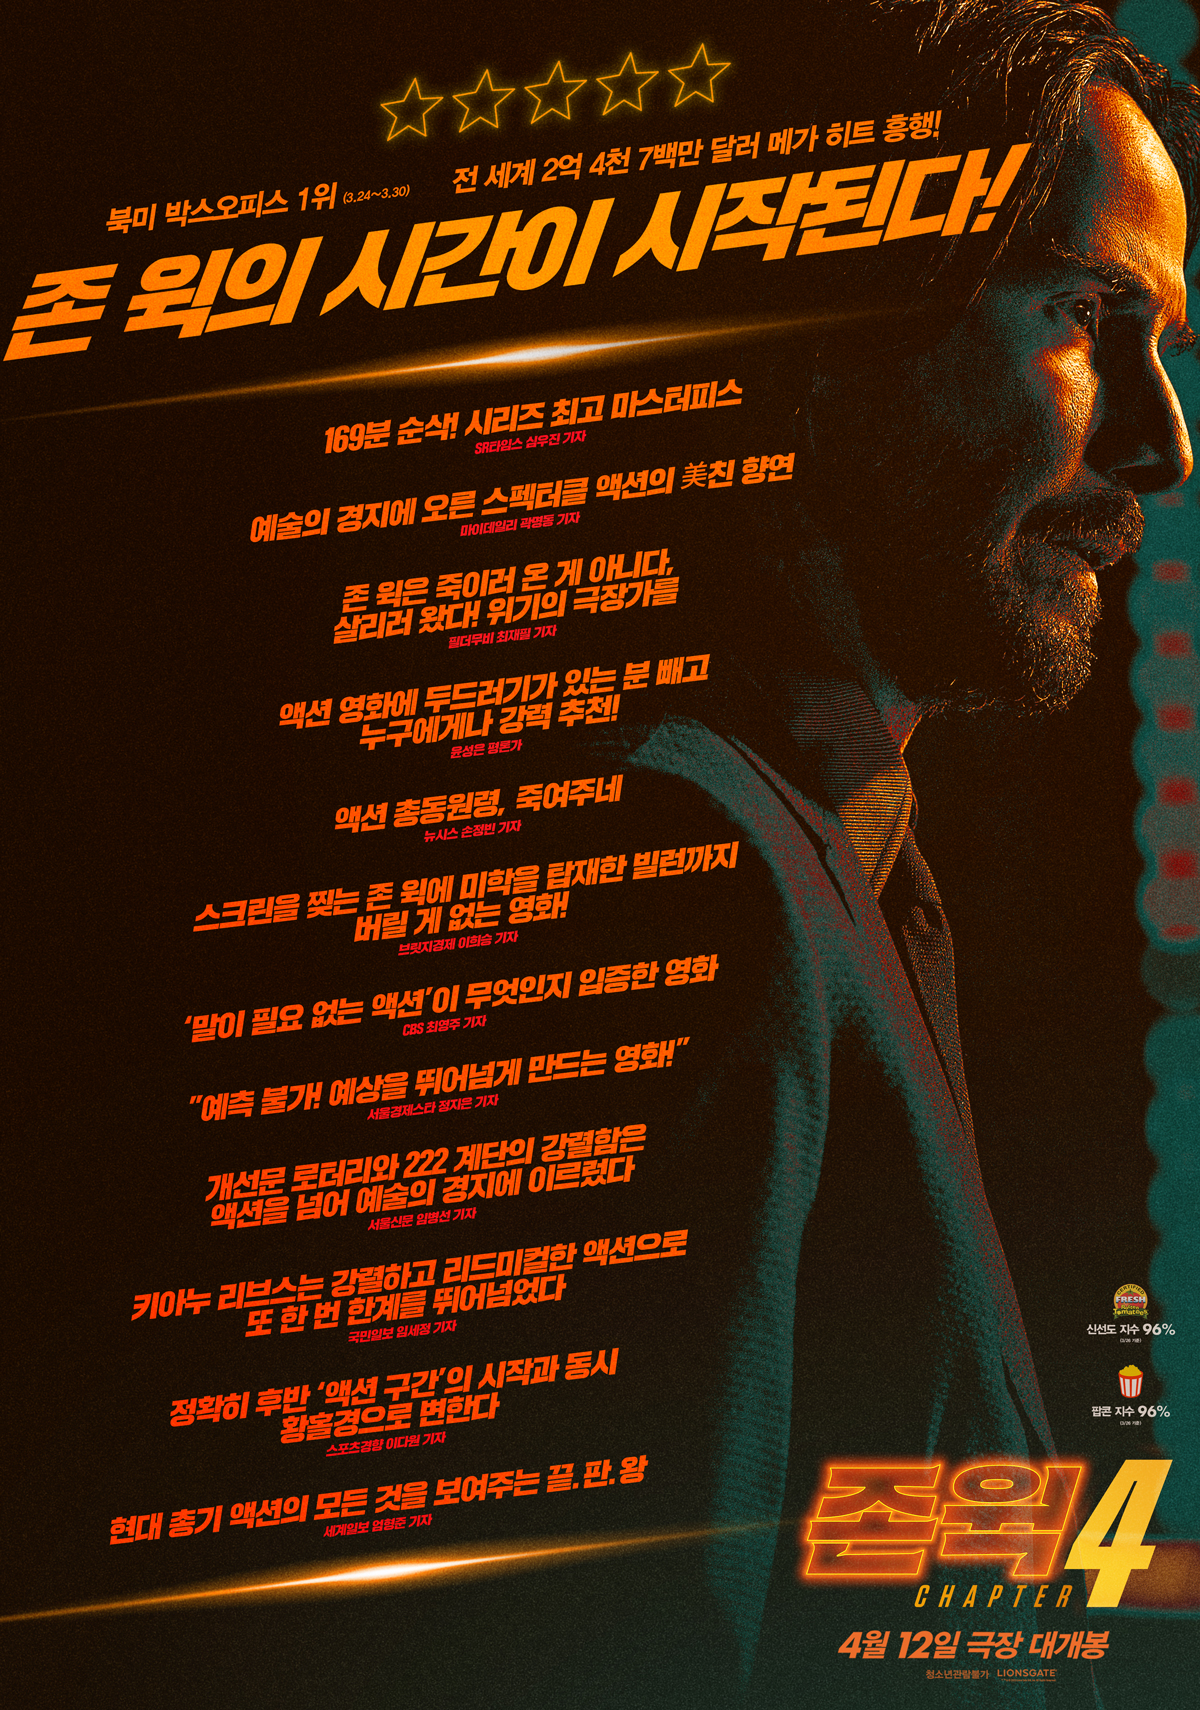 북미 박스오피스 1위 (3.24~3.30)
전 세계 2억 4천 7백만 달러 메가 히트 흥행!
존 윅의 시간이 시작된다!
169분 순삭! 시리즈 최고 마스터피스
SR타임스 심우진 기자
예술의 경지에 오른 스펙터클 액션의 美친 향연
마이데일리 곽명동 기자
존 윅은 죽이러 온 게 아니다,
살리러 왔다! 위기의 극장가를
필더무비 최재필 기자
액션 영화에 두드러기가 있는 분 빼고
누구에게나 강력 추천!
윤성은 평론가
액션 총동원령, 죽여주네
뉴시스 손정빈 기자
스크린을 찢는 존 윅에 미학을 탑재한 빌런까지
버릴 게 없는 영화!
브릿지경제 이희승 기자
‘말이 필요 없는 액션’이 무엇인지 입증한 영화
CBS 최영주 기자
"예측 불가! 예상을 뛰어넘게 만드는 영화!"
서울경제스타 정지은 기자
개선문 로터리와 222 계단의 강렬함은
액션을 넘어 예술의 경지에 이르렀다
서울신문 임병선 기자
키아누 리브스는 강렬하고 리드미컬한 액션으로
또 한 번 한계를 뛰어넘었다
국민일보 임세정 기자
정확히 후반 ‘액션 구간’의 시작과 동시
황홀경으로 변한다
스포츠경향 이다원 기자
현대 총기 액션의 모든 것을 보여주는 끝.판.왕
세계일보 엄형준 기자
FRESH
Tomatoes
신선도 지수 96%
팝콘 지수 96%
존윅4
CHAPTER
4월 12일 극장 대개봉
청소년관람불가 LIONSGATE